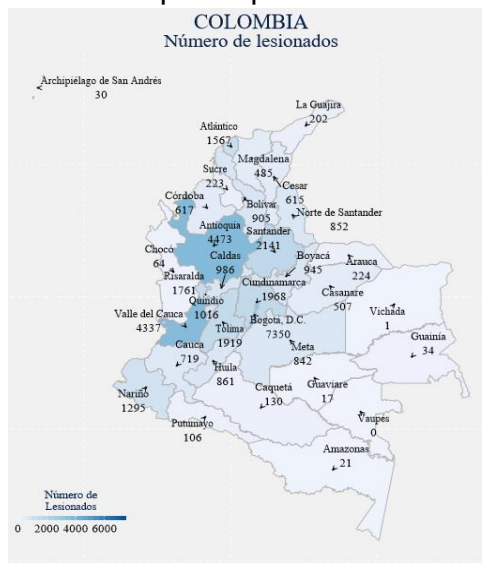 COLOMBIA
Número de lesionados
Archipiélago de San Andrés
30
La Guajira
202
Atlántico
1567
Magdalena
485
Sucre
223
Cesar
615
Córdoba
617
Bolívar
905
Norte de Santander
852
Antioquia
4473
Santander
2141
Chocó
64
Caldas
986
Boyacá
945
Arauca
224
Risaralda
1761
Cundinamarca
1968
Casanare
507
Quindío
1016
Vichada
1
Valle del Cauca
4337
Tolima
1919
Bogotá, D.C.
7350
Guainía
34
Cauca
719
Meta
842
Huila
861
Nariño
1295
Caquetá
130
Guaviare
17
Putumayo
106
Vaupés
0
Amazonas
21
Número de
Lesionados
0 2000 4000 6000